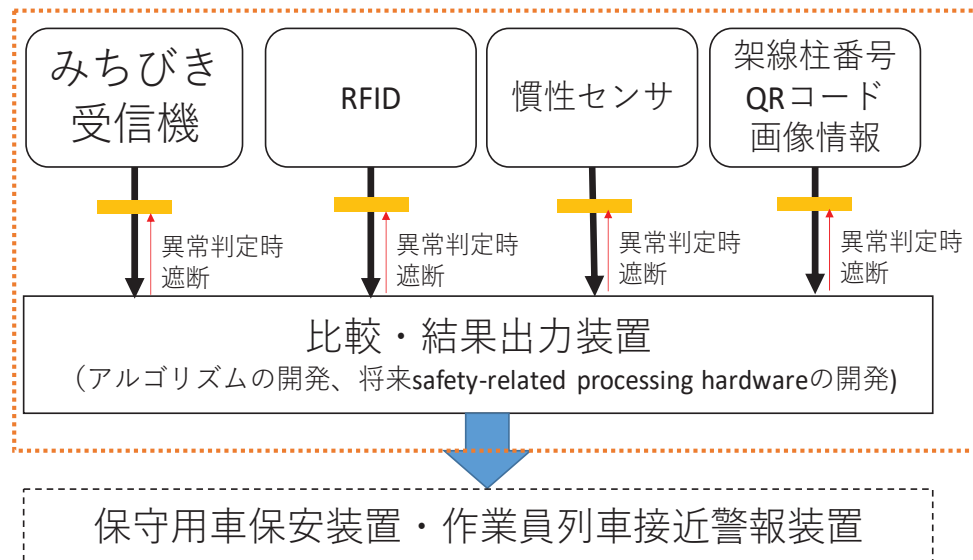 みちびき
受信機
RFID
慣性センサ
架線柱番号
QRコード
画像情報
異常判定時
遮断
異常判定時
遮断
異常判定時
遮断
異常判定時
遮断
比較・結果出力装置
(アルゴリズムの開発、将来safety-related processing hardwareの開発)
保守用車保安装置・作業員列車接近警報装置